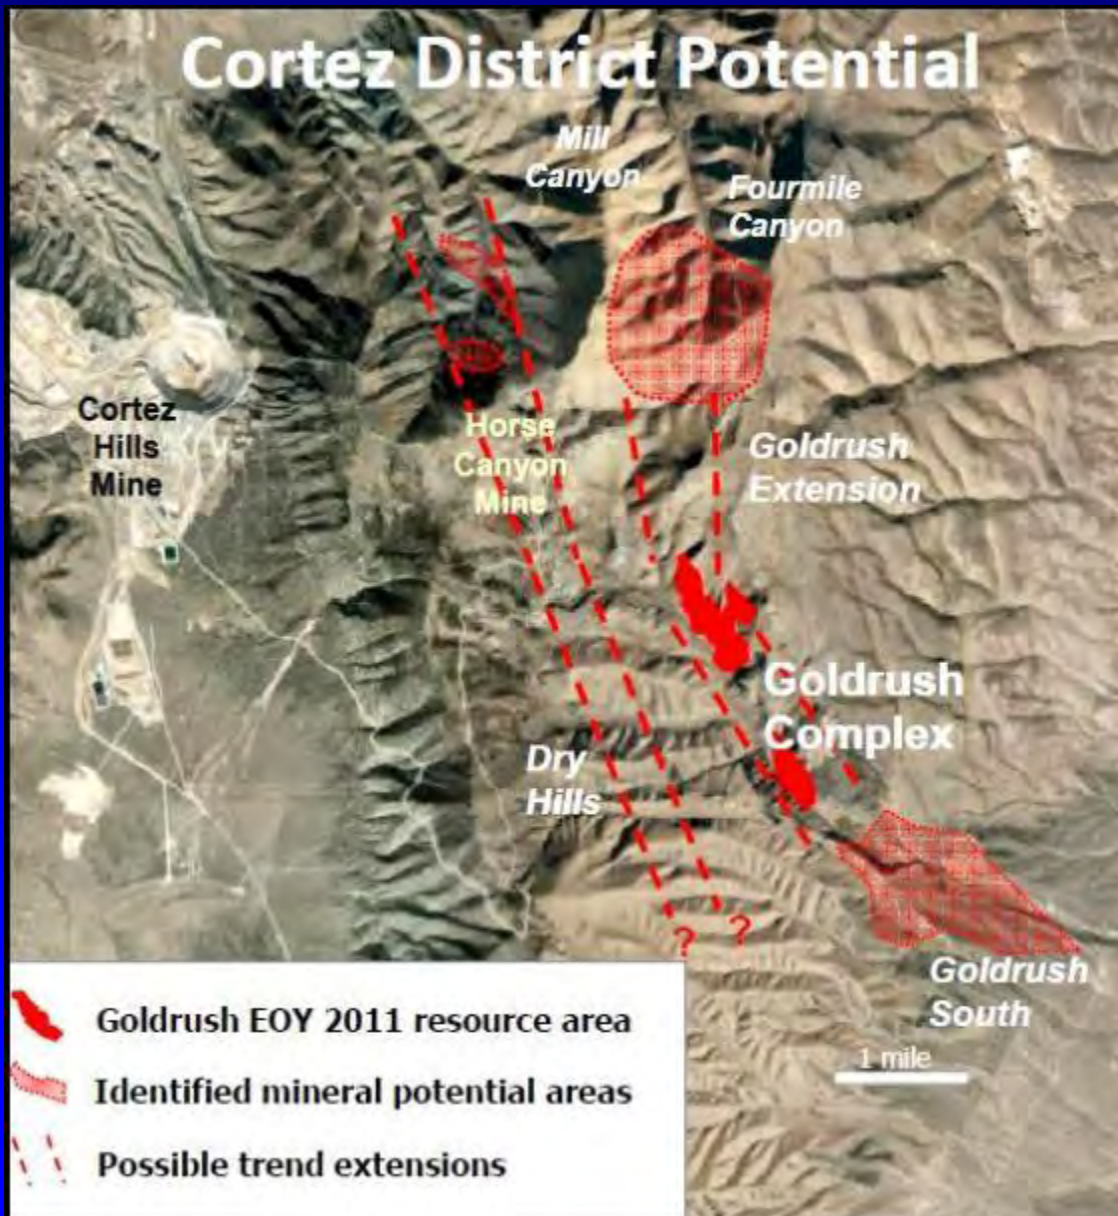 Cortez District Potential
Mill
Canyon
Fourmile
Canyon
Cortez
Hills
Mine
Horse
Canyon
Mine
Goldrush
Extension
Goldrush
Complex
Dry
Hills
?
?
Goldrush
South
1 mile
Goldrush EOY 2011 resource area
Identified mineral potential areas
Possible trend extensions